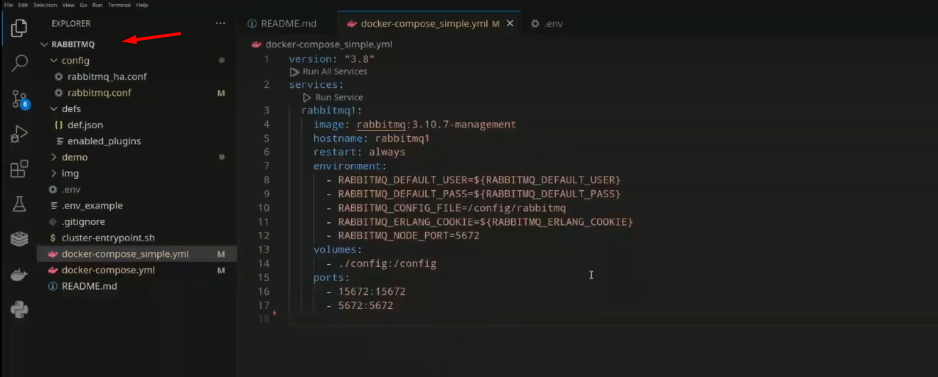 File Edit Selection View Go Run Terminal Help
EXPLORER
···
RABBITMQ
config
rabbitmq_ha.conf
rabbitmq.conf M
defs
{} def.json
enabled_plugins
demo
img
.env
.env_example
.gitignore
$ cluster-entrypoint.sh
docker-compose_simple.yml M
docker-compose.yml M
README.md
6
README.md
docker-compose_simple.yml M
.env
docker-compose_simple.yml
1 version: "3.8"
Run All Services
2 services:
Run Service
3 rabbitmq1:
4 image: rabbitmq:3.10.7-management
5 hostname: rabbitmq1
6 restart: always
7 environment:
8 - RABBITMQ_DEFAULT_USER=${RABBITMQ_DEFAULT_USER}
9 - RABBITMQ_DEFAULT_PASS=${RABBITMQ_DEFAULT_PASS}
10 - RABBITMQ_CONFIG_FILE=/config/rabbitmq
11 - RABBITMQ_ERLANG_COOKIE=${RABBITMQ_ERLANG_COOKIE}
12 - RABBITMQ_NODE_PORT=5672
13 volumes:
14 - ./config:/config
15 ports:
16 - 15672:15672
17 - 5672:5672
18